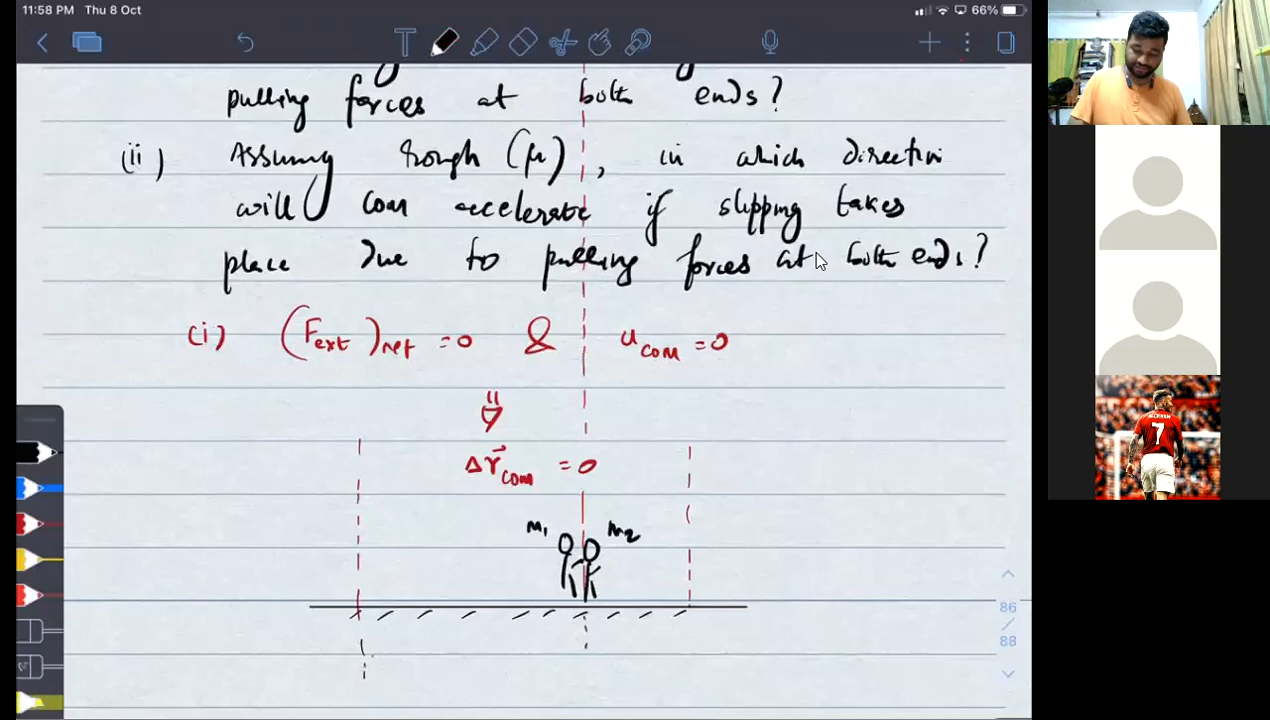 11:58 PM Thu 8 Oct
66%
pulling forces at both ends?
(ii) Assuming rough (μ), in which direction
will com accelerate if slipping takes
place due to pulling forces at both ends?
(i) (Fext)net = 0 & ucom = 0
⇓
Δr⃗com = 0
m1 m2
86
/
88
BECKHAM
7